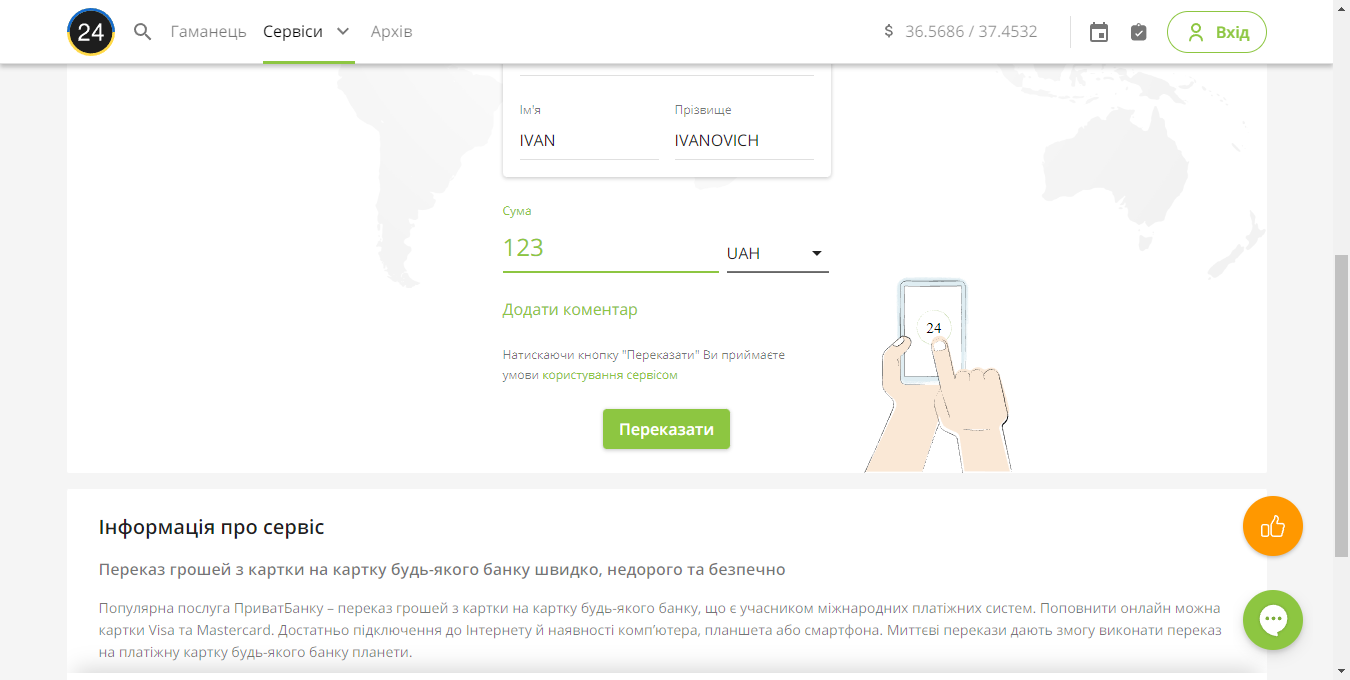 24 Гаманець Сервіси Архів $ 36.5686 / 37.4532 Вхід
Ім'я Прізвище
IVAN IVANOVICH
Сума
123 UAH
Додати коментар
24
Натискаючи кнопку "Переказати" Ви приймаєте
умови користування сервісом
Переказати
Інформація про сервіс
Переказ грошей з картки на картку будь-якого банку швидко, недорого та безпечно
Популярна послуга ПриватБанку – переказ грошей з картки на картку будь-якого банку, що є учасником міжнародних платіжних систем. Поповнити онлайн можна
картки Visa та Mastercard. Достатньо підключення до Інтернету й наявності комп’ютера, планшета або смартфона. Миттєві перекази дають змогу виконати переказ
на платіжну картку будь-якого банку планети.